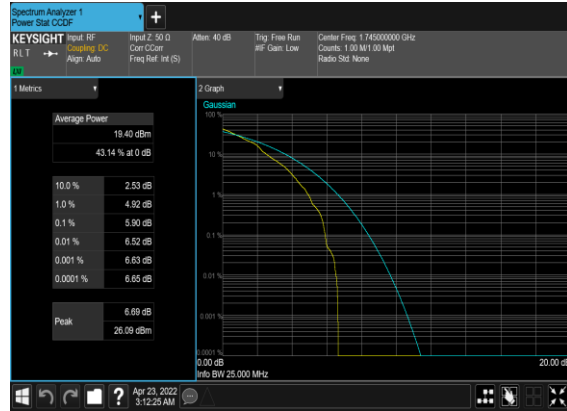 Spectrum Analyzer 1
Power Stat CCDF
KEYSIGHT
R L T
LXI
Input: RF
Coupling: DC
Align: Auto
Input Z: 50 Ω
Corr CCorr
Freq Ref: Int (S)
Atten: 40 dB
Trig: Free Run
#IF Gain: Low
Center Freq: 1.745000000 GHz
Counts: 1.00 M/1.00 Mpt
Radio Std: None
1 Metrics
Average Power
19.40 dBm
43.14 % at 0 dB
10.0 % 2.53 dB
1.0 % 4.92 dB
0.1 % 5.90 dB
0.01 % 6.52 dB
0.001 % 6.63 dB
0.0001 % 6.65 dB
Peak
6.69 dB
26.09 dBm
2 Graph
Gaussian
100 %
10 %
1 %
0.1 %
0.01 %
0.001 %
0.0001 %
0.00 dB
20.00 dB
Info BW 25.000 MHz
?
Apr 23, 2022
3:12:25 AM